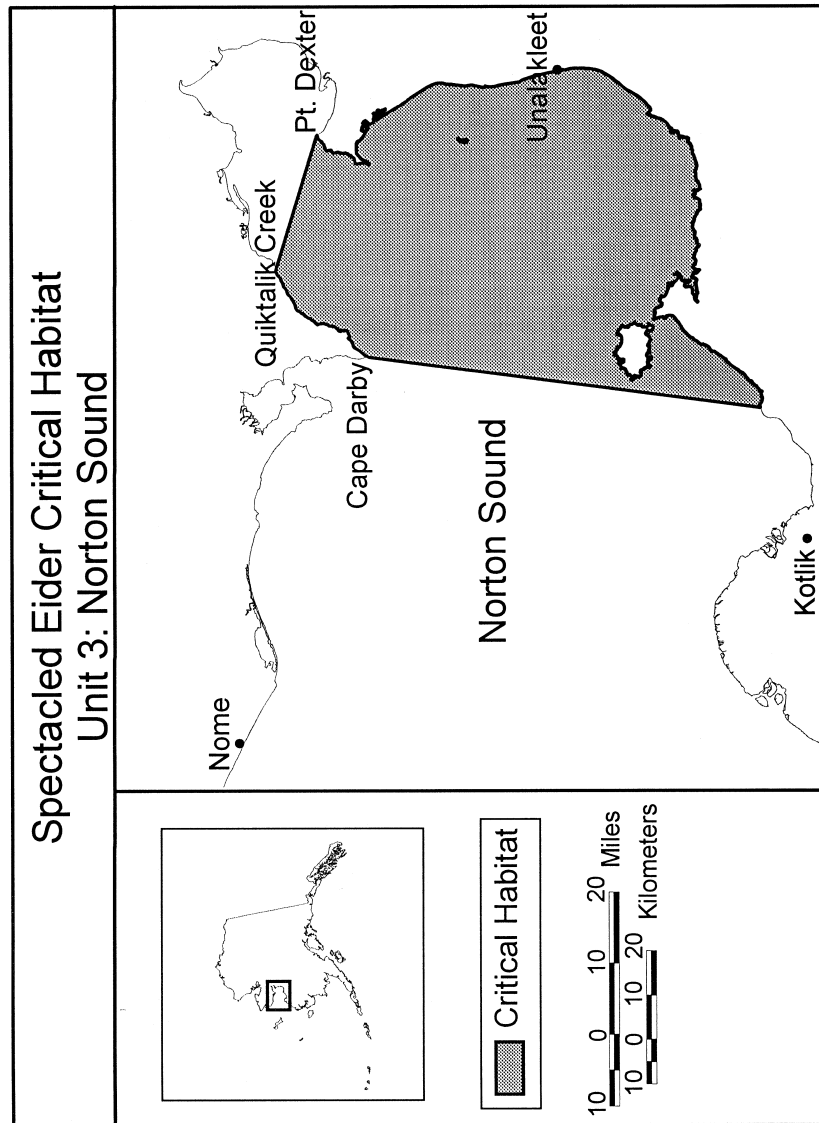 Spectacled Eider Critical Habitat
Unit 3: Norton Sound
Nome
Quiktalik Creek
Pt. Dexter
Cape Darby
Norton Sound
Unalakleet
Kotlik
Critical Habitat
10 0 10 20
Miles
10 0 10 20
Kilometers